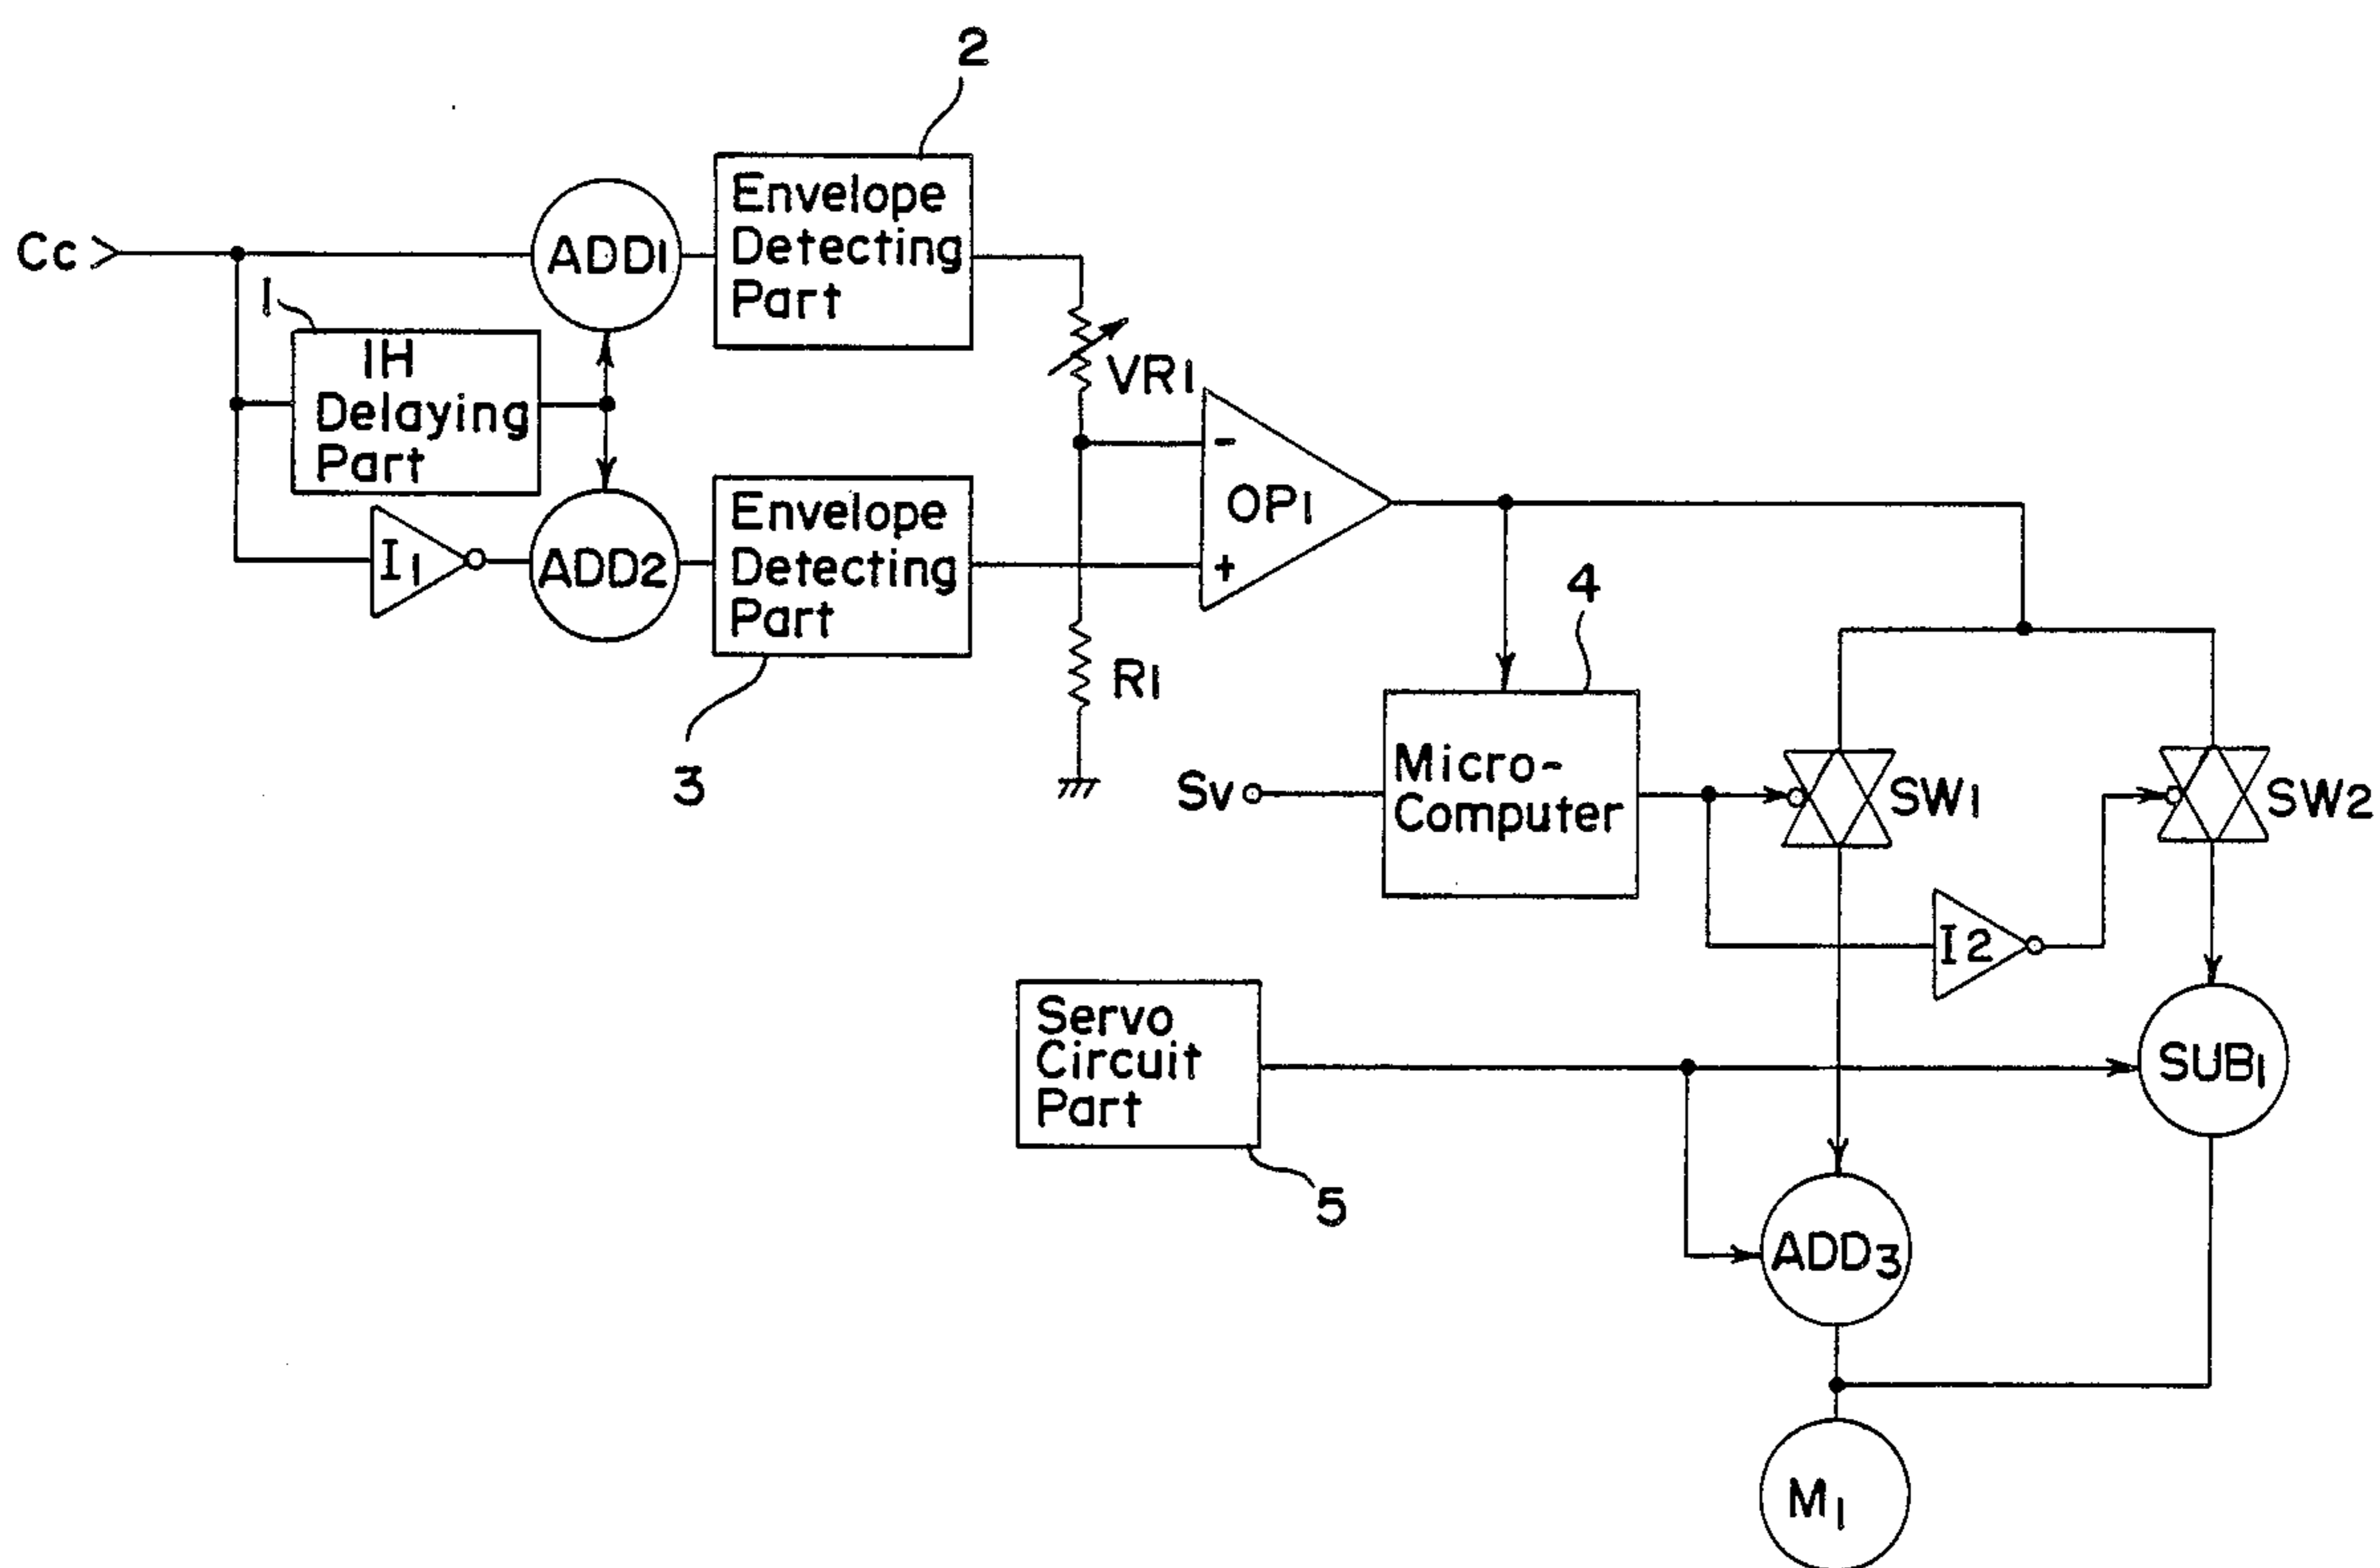 2
Cc
ADD1
Envelope
Detecting
Part
1
1H
Delaying
Part
VR1
-
OP1
+
I1
ADD2
Envelope
Detecting
Part
3
R1
4
Sv
Micro-
Computer
SW1
SW2
I2
Servo
Circuit
Part
5
SUB1
ADD3
M1